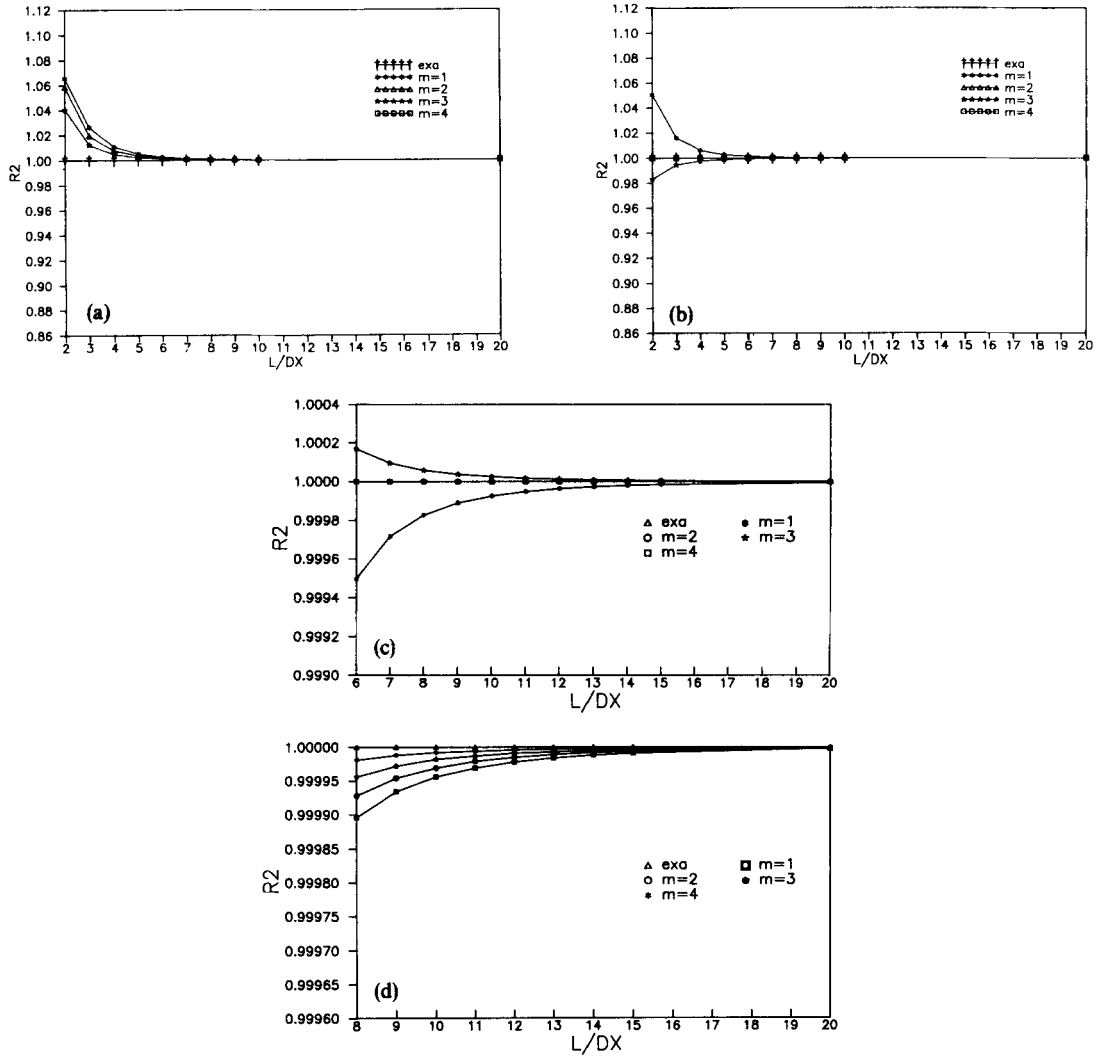 1.12
1.10
1.08
1.06
1.04
1.02
1.00
0.98
0.96
0.94
0.92
0.90
0.88
0.86
R2
exa
m=1
m=2
m=3
m=4
(a)
2 3 4 5 6 7 8 9 10 11 12 13 14 15 16 17 18 19 20
L/DX
1.12
1.10
1.08
1.06
1.04
1.02
1.00
0.98
0.96
0.94
0.92
0.90
0.88
0.86
R2
exa
m=1
m=2
m=3
m=4
(b)
2 3 4 5 6 7 8 9 10 11 12 13 14 15 16 17 18 19 20
L/DX
1.0004
1.0002
1.0000
0.9998
0.9996
0.9994
0.9992
0.9990
R2
exa m=1
m=2 m=3
m=4
(c)
6 7 8 9 10 11 12 13 14 15 16 17 18 19 20
L/DX
1.00000
0.99995
0.99990
0.99985
0.99980
0.99975
0.99970
0.99965
0.99960
R2
exa m=1
m=2 m=3
m=4
(d)
8 9 10 11 12 13 14 15 16 17 18 19 20
L/DX